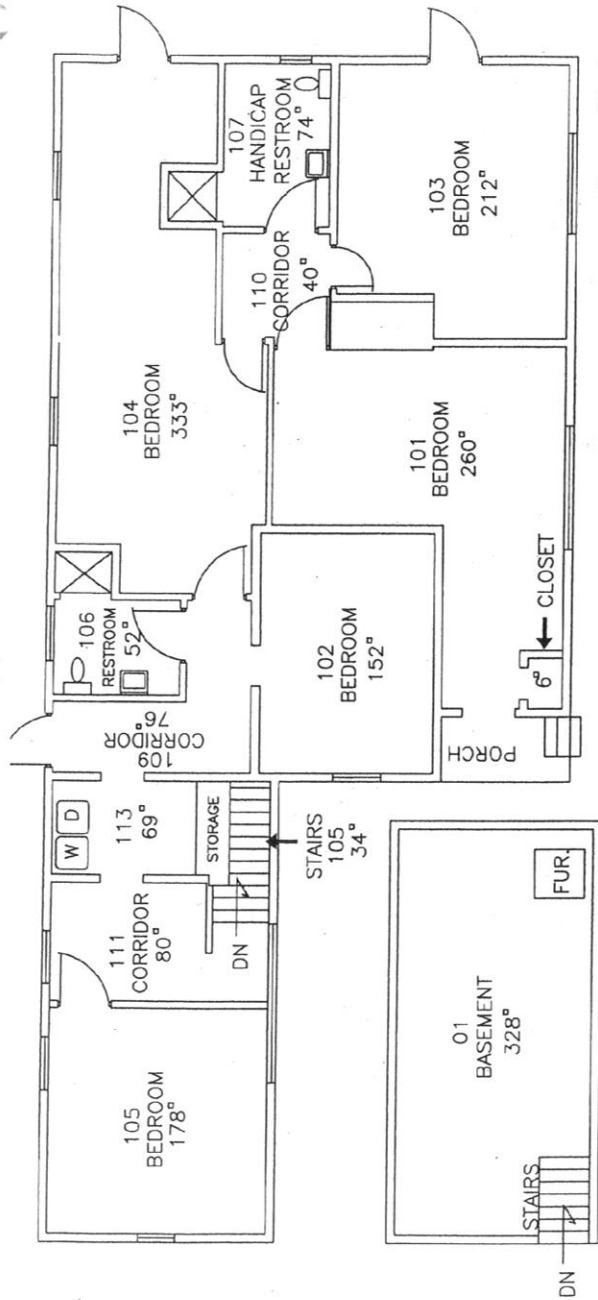 105
BEDROOM
178▫
111
CORRIDOR
80▫
W
D
113
69▫
STORAGE
DN
STAIRS
105
34▫
109
CORRIDOR
76▫
106
RESTROOM
52▫
102
BEDROOM
152▫
104
BEDROOM
333▫
107
HANDICAP
RESTROOM
74▫
110
CORRIDOR
40▫
101
BEDROOM
260▫
103
BEDROOM
212▫
PORCH
6▫
CLOSET
01
BASEMENT
328▫
FUR.
STAIRS
DN